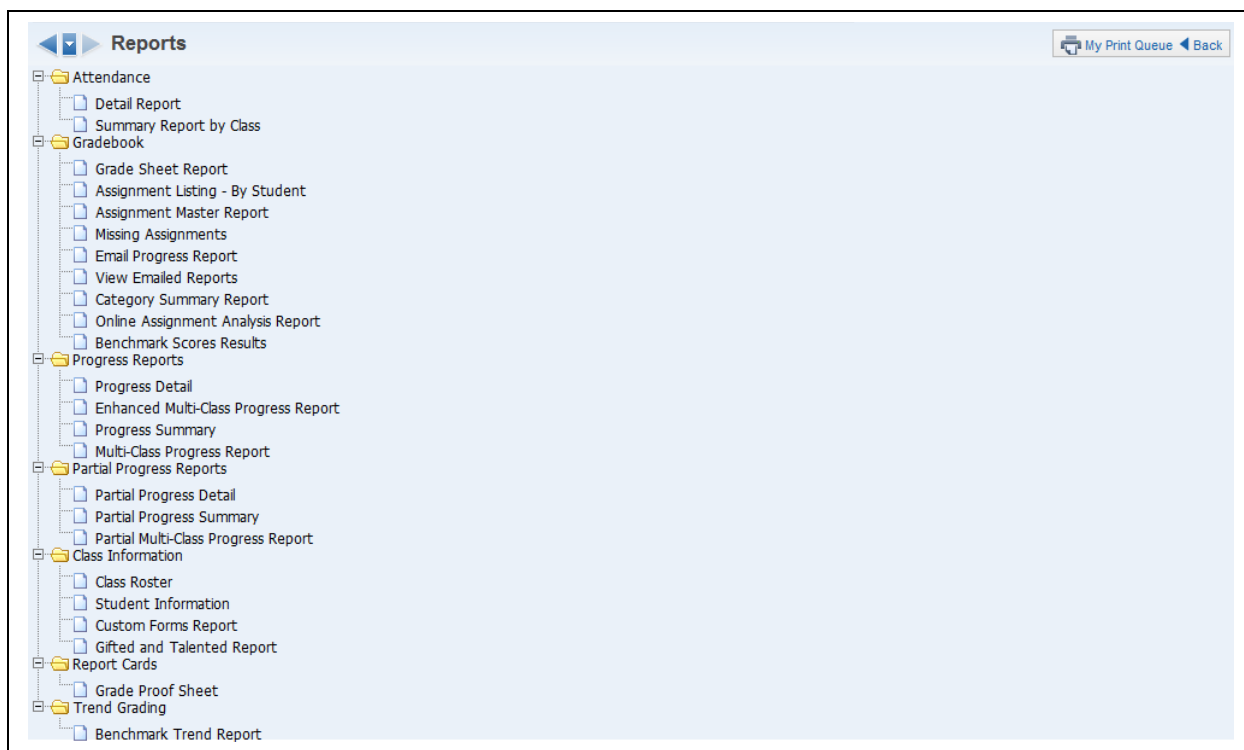 Reports
My Print Queue Back
Attendance
Detail Report
Summary Report by Class
Gradebook
Grade Sheet Report
Assignment Listing - By Student
Assignment Master Report
Missing Assignments
Email Progress Report
View Emailed Reports
Category Summary Report
Online Assignment Analysis Report
Benchmark Scores Results
Progress Reports
Progress Detail
Enhanced Multi-Class Progress Report
Progress Summary
Multi-Class Progress Report
Partial Progress Reports
Partial Progress Detail
Partial Progress Summary
Partial Multi-Class Progress Report
Class Information
Class Roster
Student Information
Custom Forms Report
Gifted and Talented Report
Report Cards
Grade Proof Sheet
Trend Grading
Benchmark Trend Report